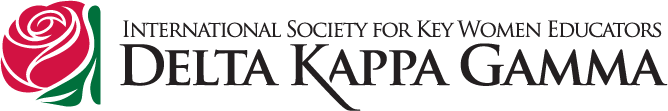 International Society for Key Women Educators
Delta Kappa Gamma